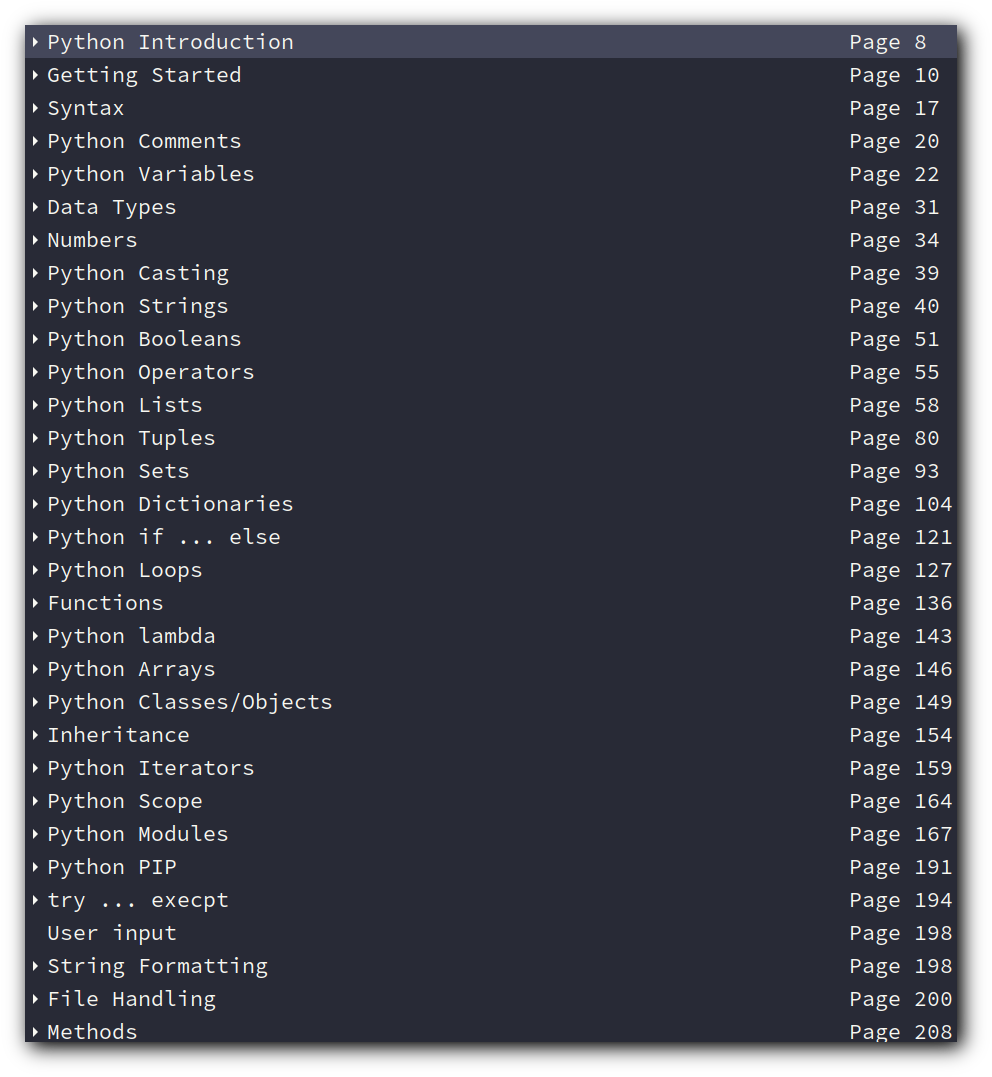 Python Introduction Page 8
Getting Started Page 10
Syntax Page 17
Python Comments Page 20
Python Variables Page 22
Data Types Page 31
Numbers Page 34
Python Casting Page 39
Python Strings Page 40
Python Booleans Page 51
Python Operators Page 55
Python Lists Page 58
Python Tuples Page 80
Python Sets Page 93
Python Dictionaries Page 104
Python if ... else Page 121
Python Loops Page 127
Functions Page 136
Python lambda Page 143
Python Arrays Page 146
Python Classes/Objects Page 149
Inheritance Page 154
Python Iterators Page 159
Python Scope Page 164
Python Modules Page 167
Python PIP Page 191
try ... execpt Page 194
User input Page 198
String Formatting Page 198
File Handling Page 200
Methods Page 208